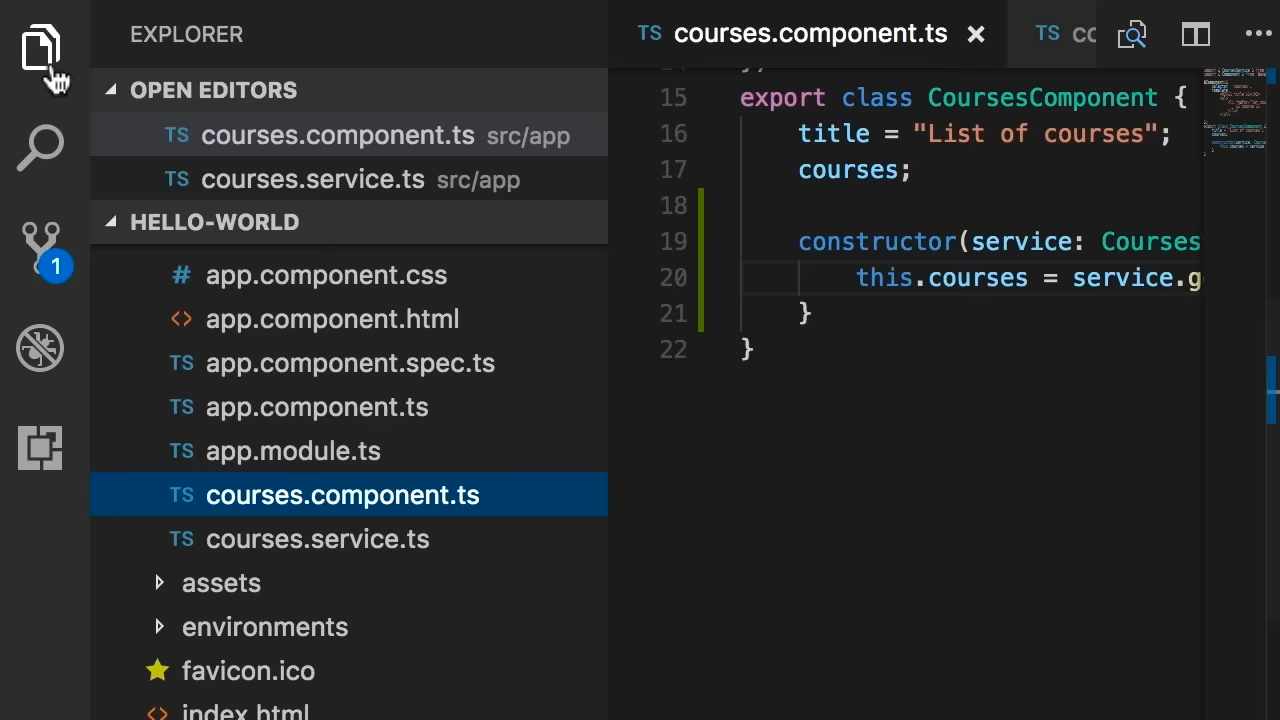 EXPLORER
OPEN EDITORS
TS courses.component.ts src/app
TS courses.service.ts src/app
HELLO-WORLD
# app.component.css
<> app.component.html
TS app.component.spec.ts
TS app.component.ts
TS app.module.ts
TS courses.component.ts
TS courses.service.ts
assets
environments
favicon.ico
<> index.html
1
TS courses.component.ts ×
TS co
15 export class CoursesComponent {
16 title = "List of courses";
17 courses;
18
19 constructor(service: Courses
20 this.courses = service.g
21 }
22 }